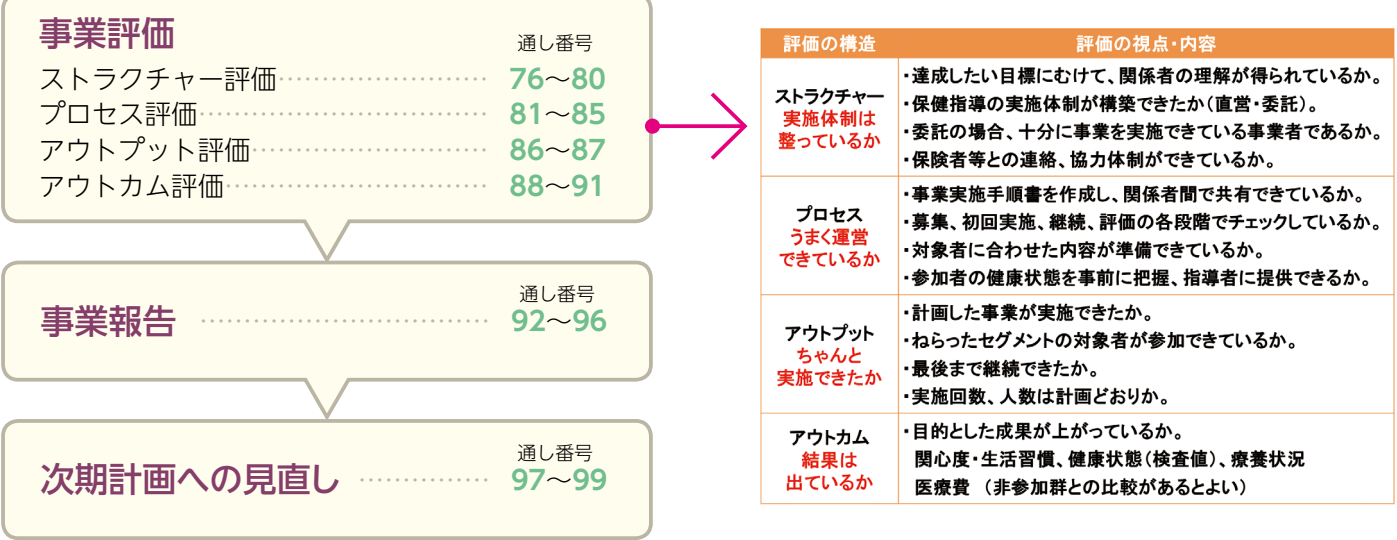 事業評価
通し番号
ストラクチャー評価 76～80
プロセス評価 81～85
アウトプット評価 86～87
アウトカム評価 88～91
通し番号
事業報告 92～96
通し番号
次期計画への見直し 97～99
評価の構造 評価の視点・内容
ストラクチャー
実施体制は
整っているか
・達成したい目標にむけて、関係者の理解が得られているか。
・保健指導の実施体制が構築できたか（直営・委託）。
・委託の場合、十分に事業を実施できている事業者であるか。
・保険者等との連絡、協力体制ができているか。
プロセス
うまく運営
できているか
・事業実施手順書を作成し、関係者間で共有できているか。
・募集、初回実施、継続、評価の各段階でチェックしているか。
・対象者に合わせた内容が準備できているか。
・参加者の健康状態を事前に把握、指導者に提供できるか。
アウトプット
ちゃんと
実施できたか
・計画した事業が実施できたか。
・ねらったセグメントの対象者が参加できているか。
・最後まで継続できたか。
・実施回数、人数は計画どおりか。
アウトカム
結果は
出ているか
・目的とした成果が上がっているか。
関心度・生活習慣、健康状態（検査値）、療養状況
医療費 （非参加群との比較があるとよい）